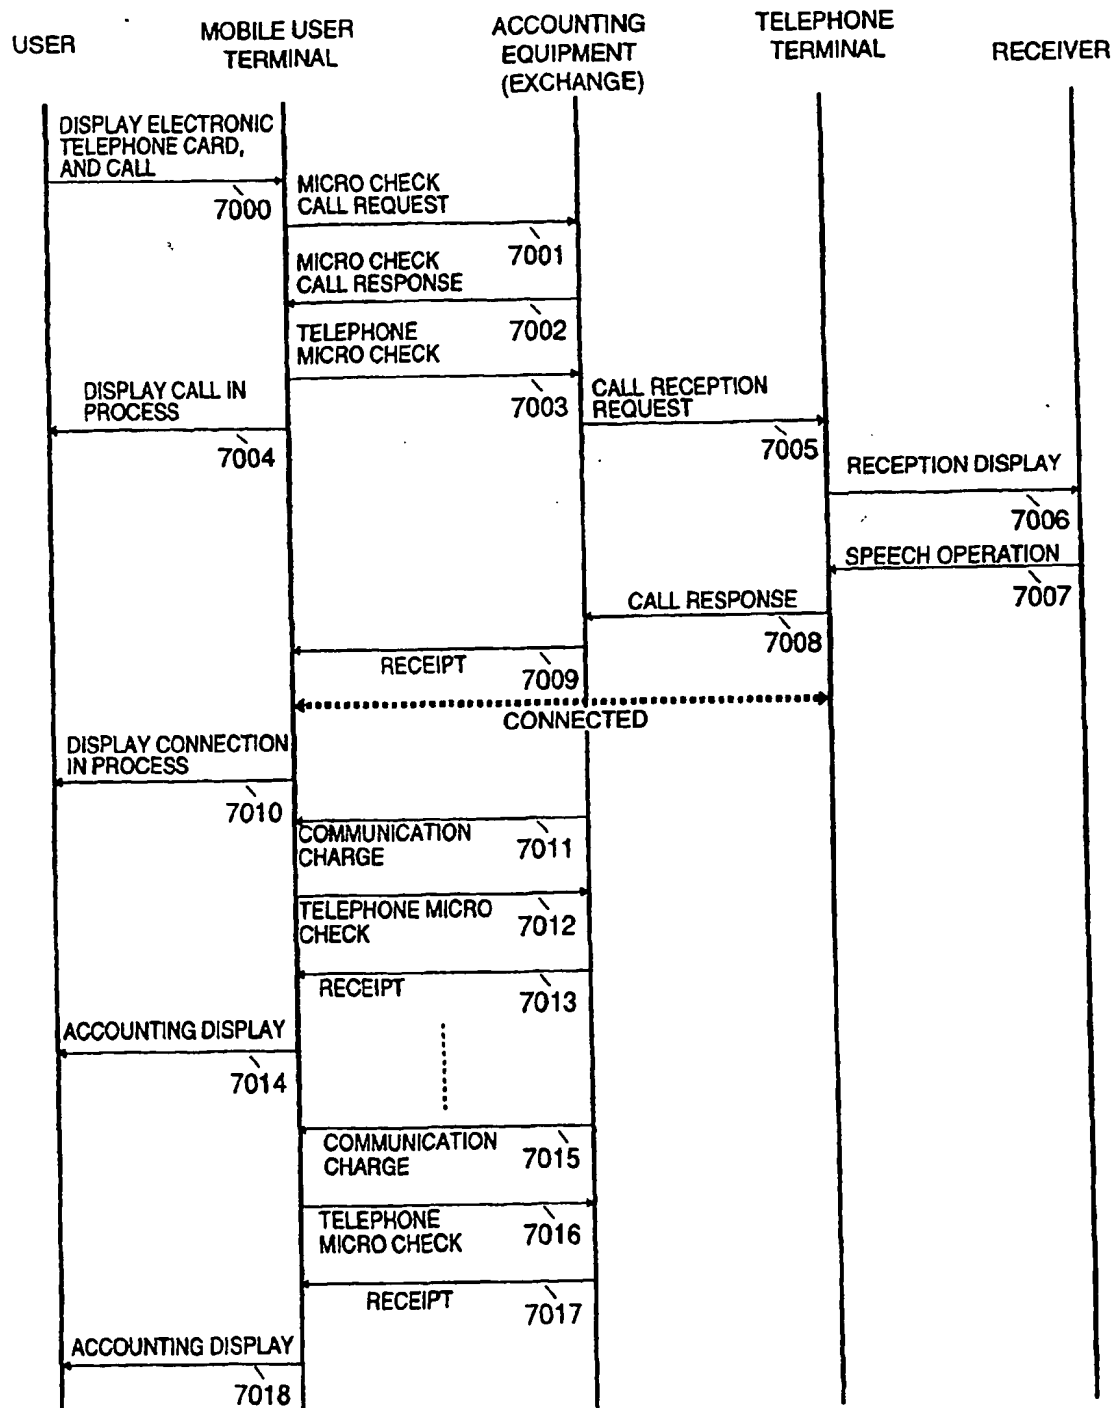 USER
MOBILE USER
TERMINAL
ACCOUNTING
EQUIPMENT
(EXCHANGE)
TELEPHONE
TERMINAL
RECEIVER
DISPLAY ELECTRONIC
TELEPHONE CARD,
AND CALL
7000
MICRO CHECK
CALL REQUEST
7001
MICRO CHECK
CALL RESPONSE
7002
TELEPHONE
MICRO CHECK
7003
DISPLAY CALL IN
PROCESS
7004
CALL RECEPTION
REQUEST
7005
RECEPTION DISPLAY
7006
SPEECH OPERATION
7007
CALL RESPONSE
7008
RECEIPT
7009
CONNECTED
DISPLAY CONNECTION
IN PROCESS
7010
COMMUNICATION
CHARGE
7011
TELEPHONE MICRO
CHECK
7012
RECEIPT
7013
ACCOUNTING DISPLAY
7014
COMMUNICATION
CHARGE
7015
TELEPHONE
MICRO CHECK
7016
RECEIPT
7017
ACCOUNTING DISPLAY
7018